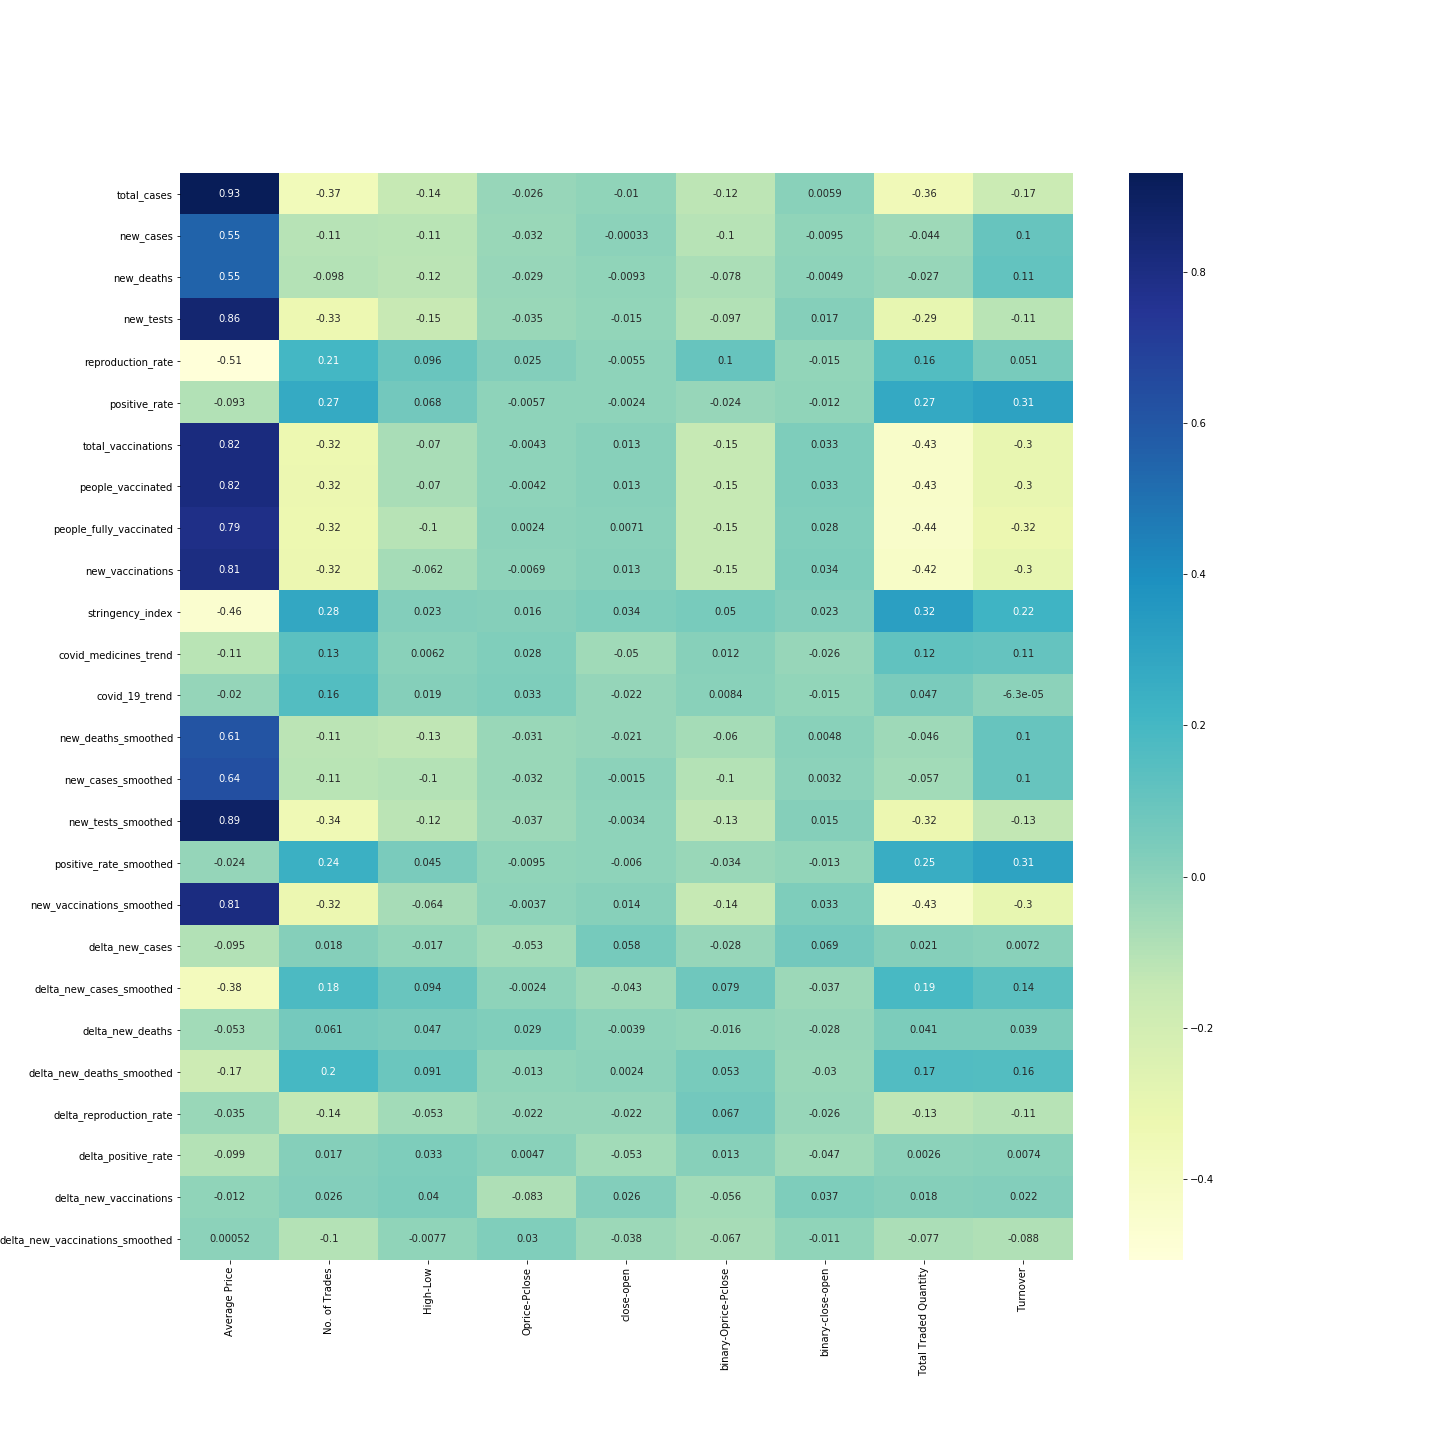 total_cases 0.93 -0.37 -0.14 -0.026 -0.01 -0.12 0.0059 -0.36 -0.17
new_cases 0.55 -0.11 -0.11 -0.032 -0.00033 -0.1 -0.0095 -0.044 0.1
0.8
new_deaths 0.55 -0.098 -0.12 -0.029 -0.0093 -0.078 -0.0049 -0.027 0.11
new_tests 0.86 -0.33 -0.15 -0.035 -0.015 -0.097 0.017 -0.29 -0.11
reproduction_rate -0.51 0.21 0.096 0.025 -0.0055 0.1 -0.015 0.16 0.051
positive_rate -0.093 0.27 0.068 -0.0057 -0.0024 -0.024 -0.012 0.27 0.31
0.6
total_vaccinations 0.82 -0.32 -0.07 -0.0043 0.013 -0.15 0.033 -0.43 -0.3
people_vaccinated 0.82 -0.32 -0.07 -0.0042 0.013 -0.15 0.033 -0.43 -0.3
people_fully_vaccinated 0.79 -0.32 -0.1 0.0024 0.0071 -0.15 0.028 -0.44 -0.32
new_vaccinations 0.81 -0.32 -0.062 -0.0069 0.013 -0.15 0.034 -0.42 -0.3
0.4
stringency_index -0.46 0.28 0.023 0.016 0.034 0.05 0.023 0.32 0.22
covid_medicines_trend -0.11 0.13 0.0062 0.028 -0.05 0.012 -0.026 0.12 0.11
covid_19_trend -0.02 0.16 0.019 0.033 -0.022 0.0084 -0.015 0.047 -6.3e-05
0.2
new_deaths_smoothed 0.61 -0.11 -0.13 -0.031 -0.021 -0.06 0.0048 -0.046 0.1
new_cases_smoothed 0.64 -0.11 -0.1 -0.032 -0.0015 -0.1 0.0032 -0.057 0.1
new_tests_smoothed 0.89 -0.34 -0.12 -0.037 -0.0034 -0.13 0.015 -0.32 -0.13
positive_rate_smoothed -0.024 0.24 0.045 -0.0095 -0.006 -0.034 -0.013 0.25 0.31
0.0
new_vaccinations_smoothed 0.81 -0.32 -0.064 -0.0037 0.014 -0.14 0.033 -0.43 -0.3
delta_new_cases -0.095 0.018 -0.017 -0.053 0.058 -0.028 0.069 0.021 0.0072
delta_new_cases_smoothed -0.38 0.18 0.094 -0.0024 -0.043 0.079 -0.037 0.19 0.14
−0.2
delta_new_deaths -0.053 0.061 0.047 0.029 -0.0039 -0.016 -0.028 0.041 0.039
delta_new_deaths_smoothed -0.17 0.2 0.091 -0.013 0.0024 0.053 -0.03 0.17 0.16
delta_reproduction_rate -0.035 -0.14 -0.053 -0.022 -0.022 0.067 -0.026 -0.13 -0.11
delta_positive_rate -0.099 0.017 0.033 0.0047 -0.053 0.013 -0.047 0.0026 0.0074
−0.4
delta_new_vaccinations -0.012 0.026 0.04 -0.083 0.026 -0.056 0.037 0.018 0.022
delta_new_vaccinations_smoothed 0.00052 -0.1 -0.0077 0.03 -0.038 -0.067 -0.011 -0.077 -0.088
Average Price
No. of Trades
High-Low
Oprice-Pclose
close-open
binary-Oprice-Pclose
binary-close-open
Total Traded Quantity
Turnover